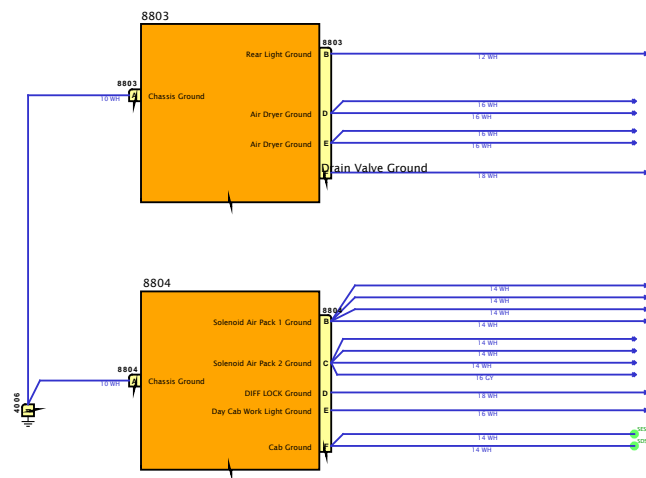 8803
8803
Rear Light Ground
B
12 WH
8803
A
Chassis Ground
10 WH
16 WH
Air Dryer Ground
D
16 WH
16 WH
Air Dryer Ground
E
16 WH
Drain Valve Ground
18 WH
8804
14 WH
14 WH
8804
14 WH
Solenoid Air Pack 1 Ground
B
14 WH
14 WH
14 WH
Solenoid Air Pack 2 Ground
C
14 WH
8804
A
Chassis Ground
10 WH
16 GY
DIFF LOCK Ground
D
18 WH
4006
Day Cab Work Light Ground
E
16 WH
14 WH
Cab Ground
F
14 WH